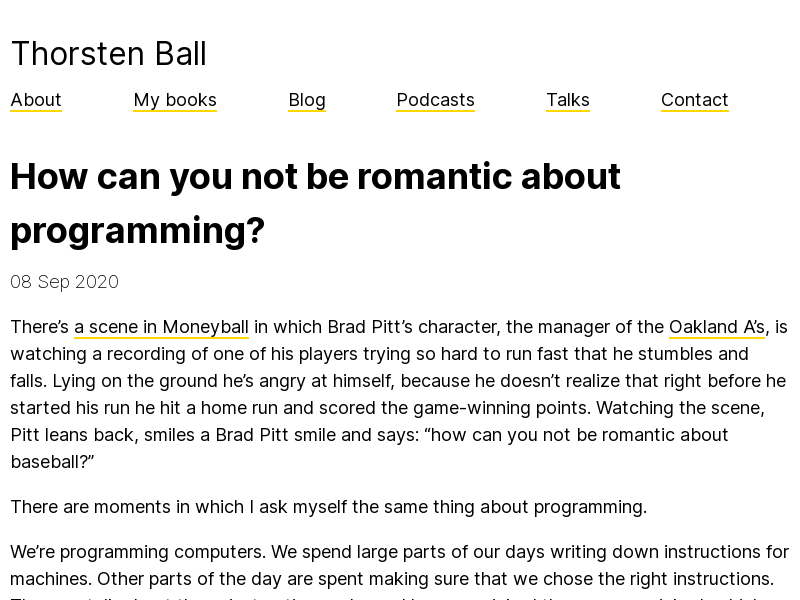 Thorsten Ball
About My books Blog Podcasts Talks Contact
How can you not be romantic about
programming?
08 Sep 2020
There’s a scene in Moneyball in which Brad Pitt’s character, the manager of the Oakland A’s, is
watching a recording of one of his players trying so hard to run fast that he stumbles and
falls. Lying on the ground he’s angry at himself, because he doesn’t realize that right before he
started his run he hit a home run and scored the game-winning points. Watching the scene,
Pitt leans back, smiles a Brad Pitt smile and says: “how can you not be romantic about
baseball?”
There are moments in which I ask myself the same thing about programming.
We’re programming computers. We spend large parts of our days writing down instructions for
machines. Other parts of the day are spent making sure that we chose the right instructions.